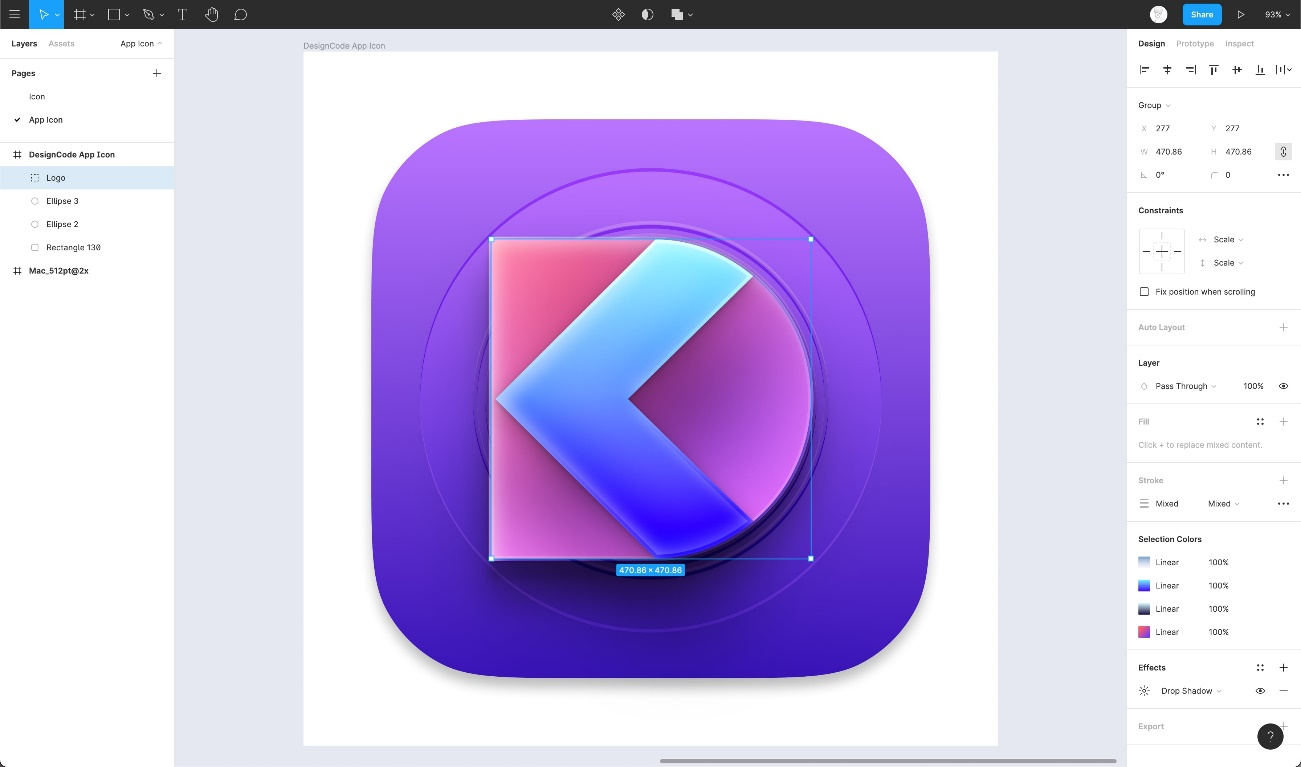 Share
93%
Layers Assets App Icon
Pages
Icon
App Icon
DesignCode App Icon
Logo
Ellipse 3
Ellipse 2
Rectangle 130
Mac_512pt@2x
DesignCode App Icon
470.86 × 470.86
Design Prototype Inspect
Group
X 277 Y 277
W 470.86 H 470.86
0° 0
Constraints
Scale
Scale
Fix position when scrolling
Auto Layout
Layer
Pass Through 100%
Fill
Click + to replace mixed content.
Stroke
Mixed Mixed
Selection Colors
Linear 100%
Linear 100%
Linear 100%
Linear 100%
Effects
Drop Shadow
Export
?